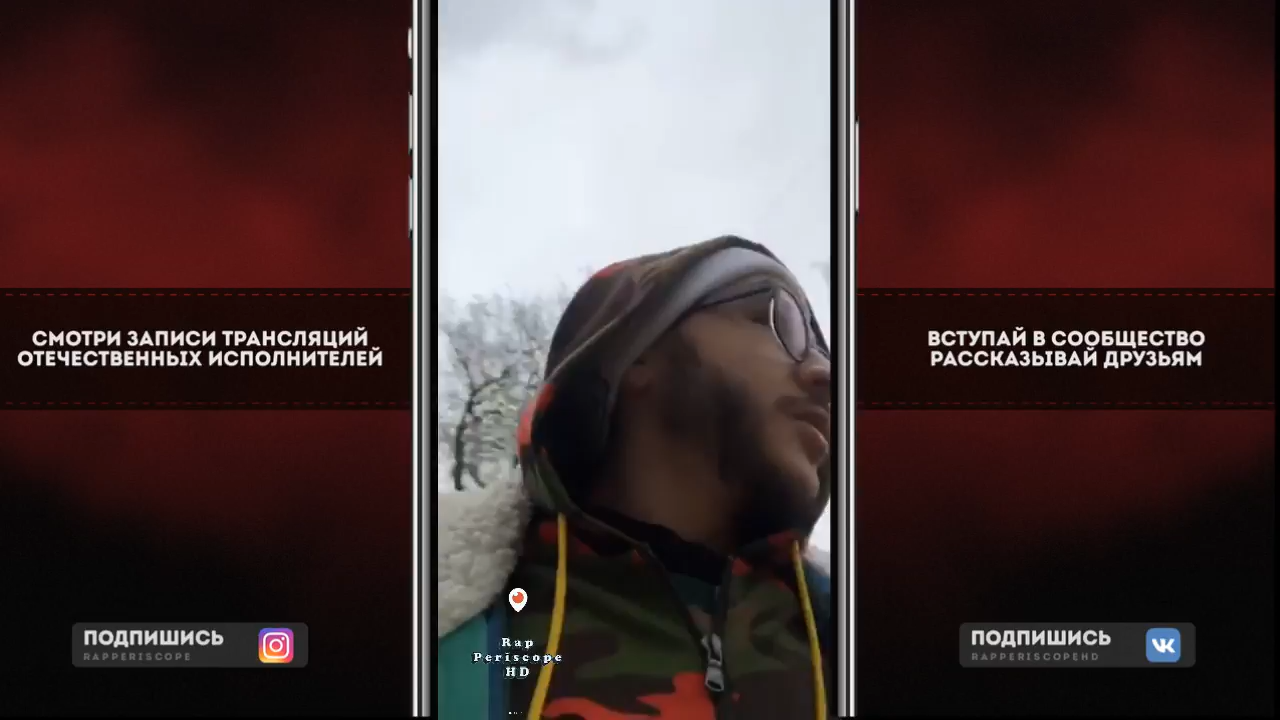 СМОТРИ ЗАПИСИ ТРАНСЛЯЦИЙ
ОТЕЧЕСТВЕННЫХ ИСПОЛНИТЕЛЕЙ
ВСТУПАЙ В СООБЩЕСТВО
РАССКАЗЫВАЙ ДРУЗЬЯМ
Rap
Periscope
HD
ПОДПИШИСЬ
RAPPERISCOPE
ПОДПИШИСЬ
RAPPERISCOPEHD